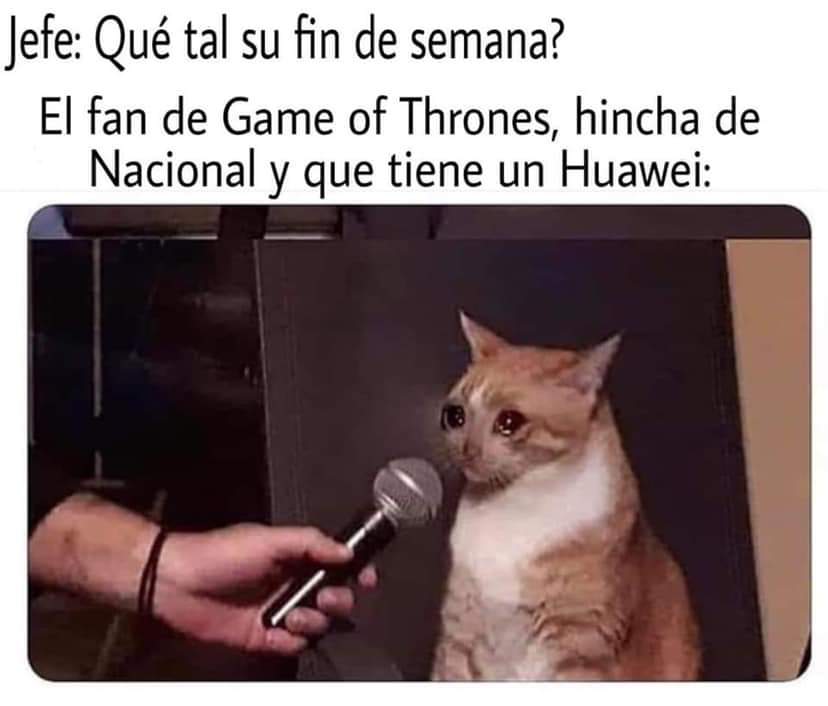 Jefe: Qué tal su fin de semana?
El fan de Game of Thrones, hincha de
Nacional y que tiene un Huawei: